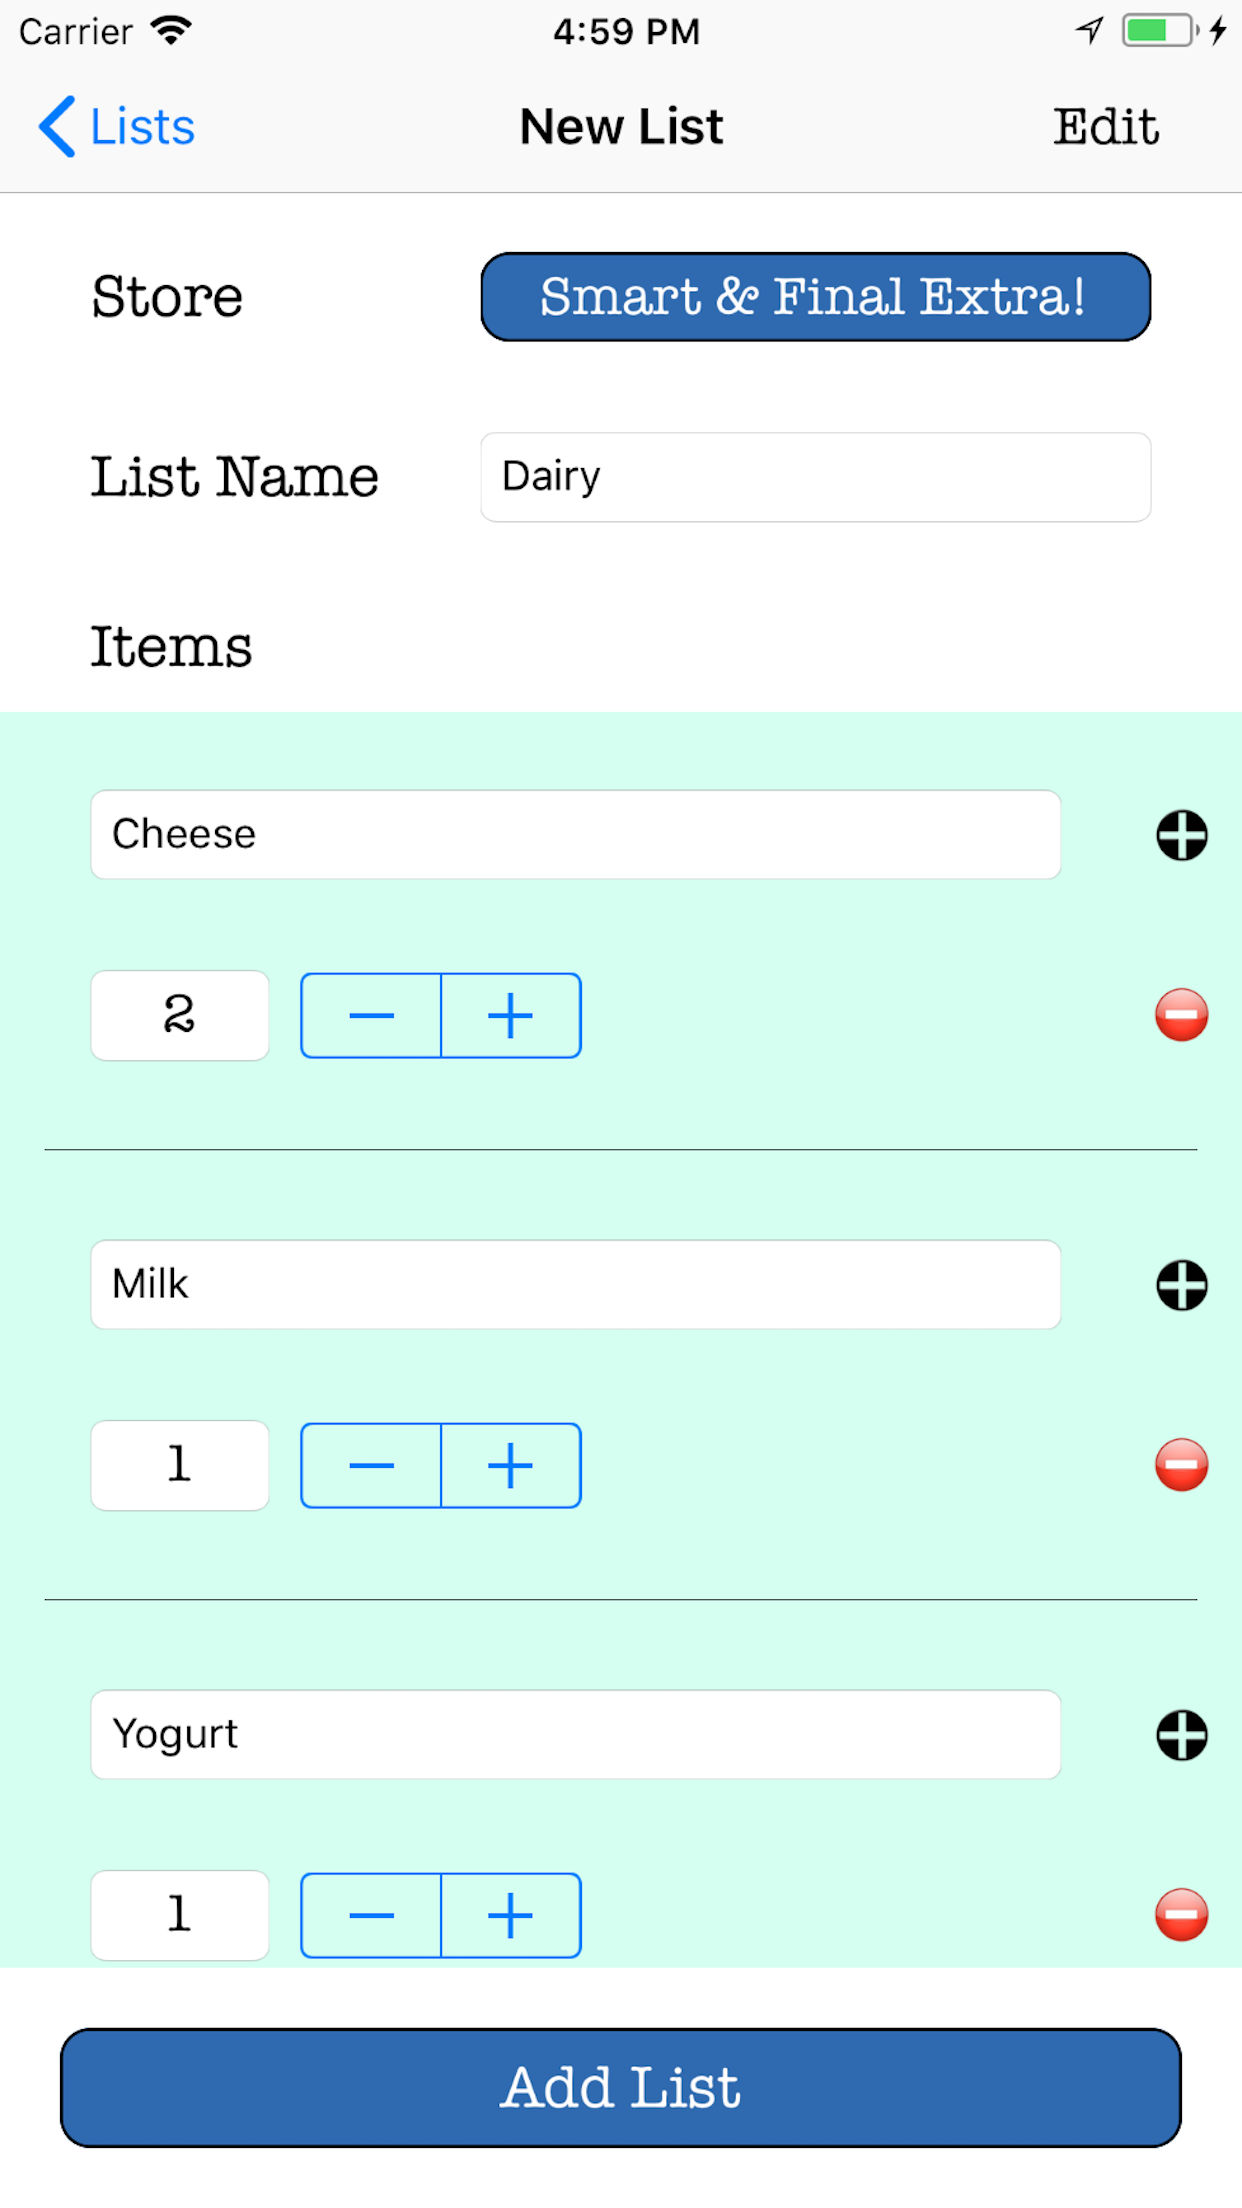 Carrier 4:59 PM
Lists New List Edit
Store Smart & Final Extra!
List Name Dairy
Items
Cheese
2
Milk
1
Yogurt
1
Add List